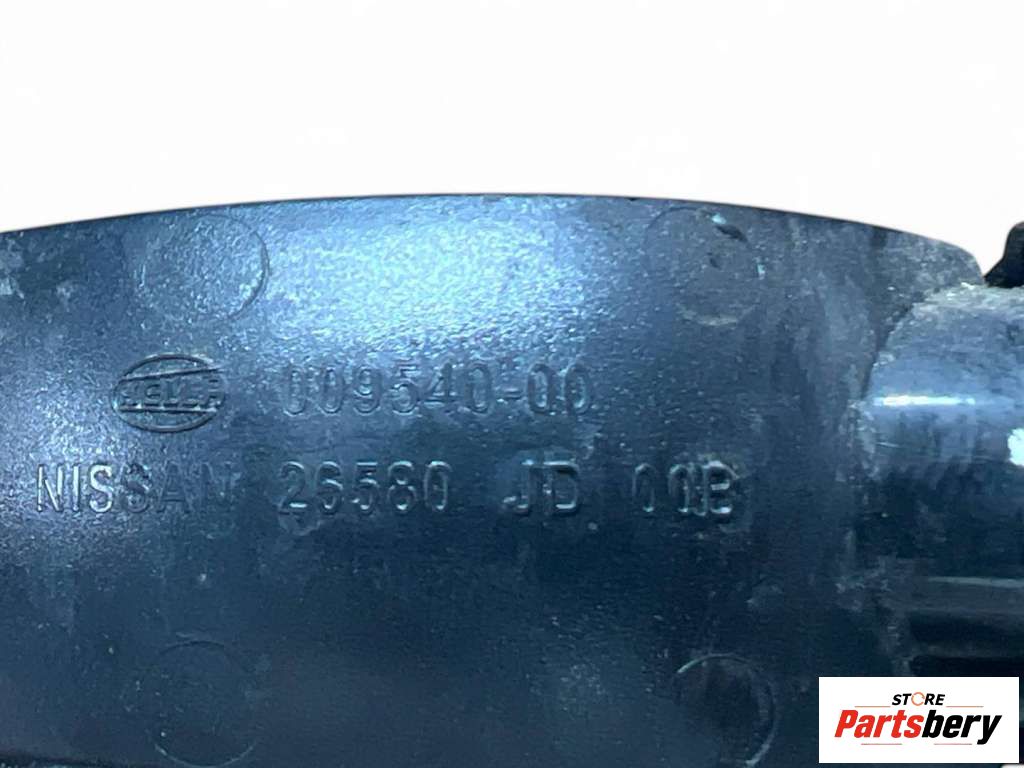 HELLA 009540-00
NISSAN 26580 JD 00B
STORE
Partsbery